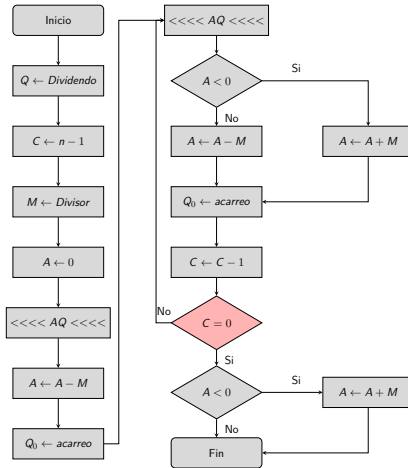 Inicio
Q ← Dividendo
C ← n − 1
M ← Divisor
A ← 0
<<<< AQ <<<<
A ← A − M
Q₀ ← acarreo
<<<< AQ <<<<
A < 0
Si
No
A ← A − M
A ← A + M
Q₀ ← acarreo
C ← C − 1
No
C = 0
Si
A < 0
Si
A ← A + M
No
Fin